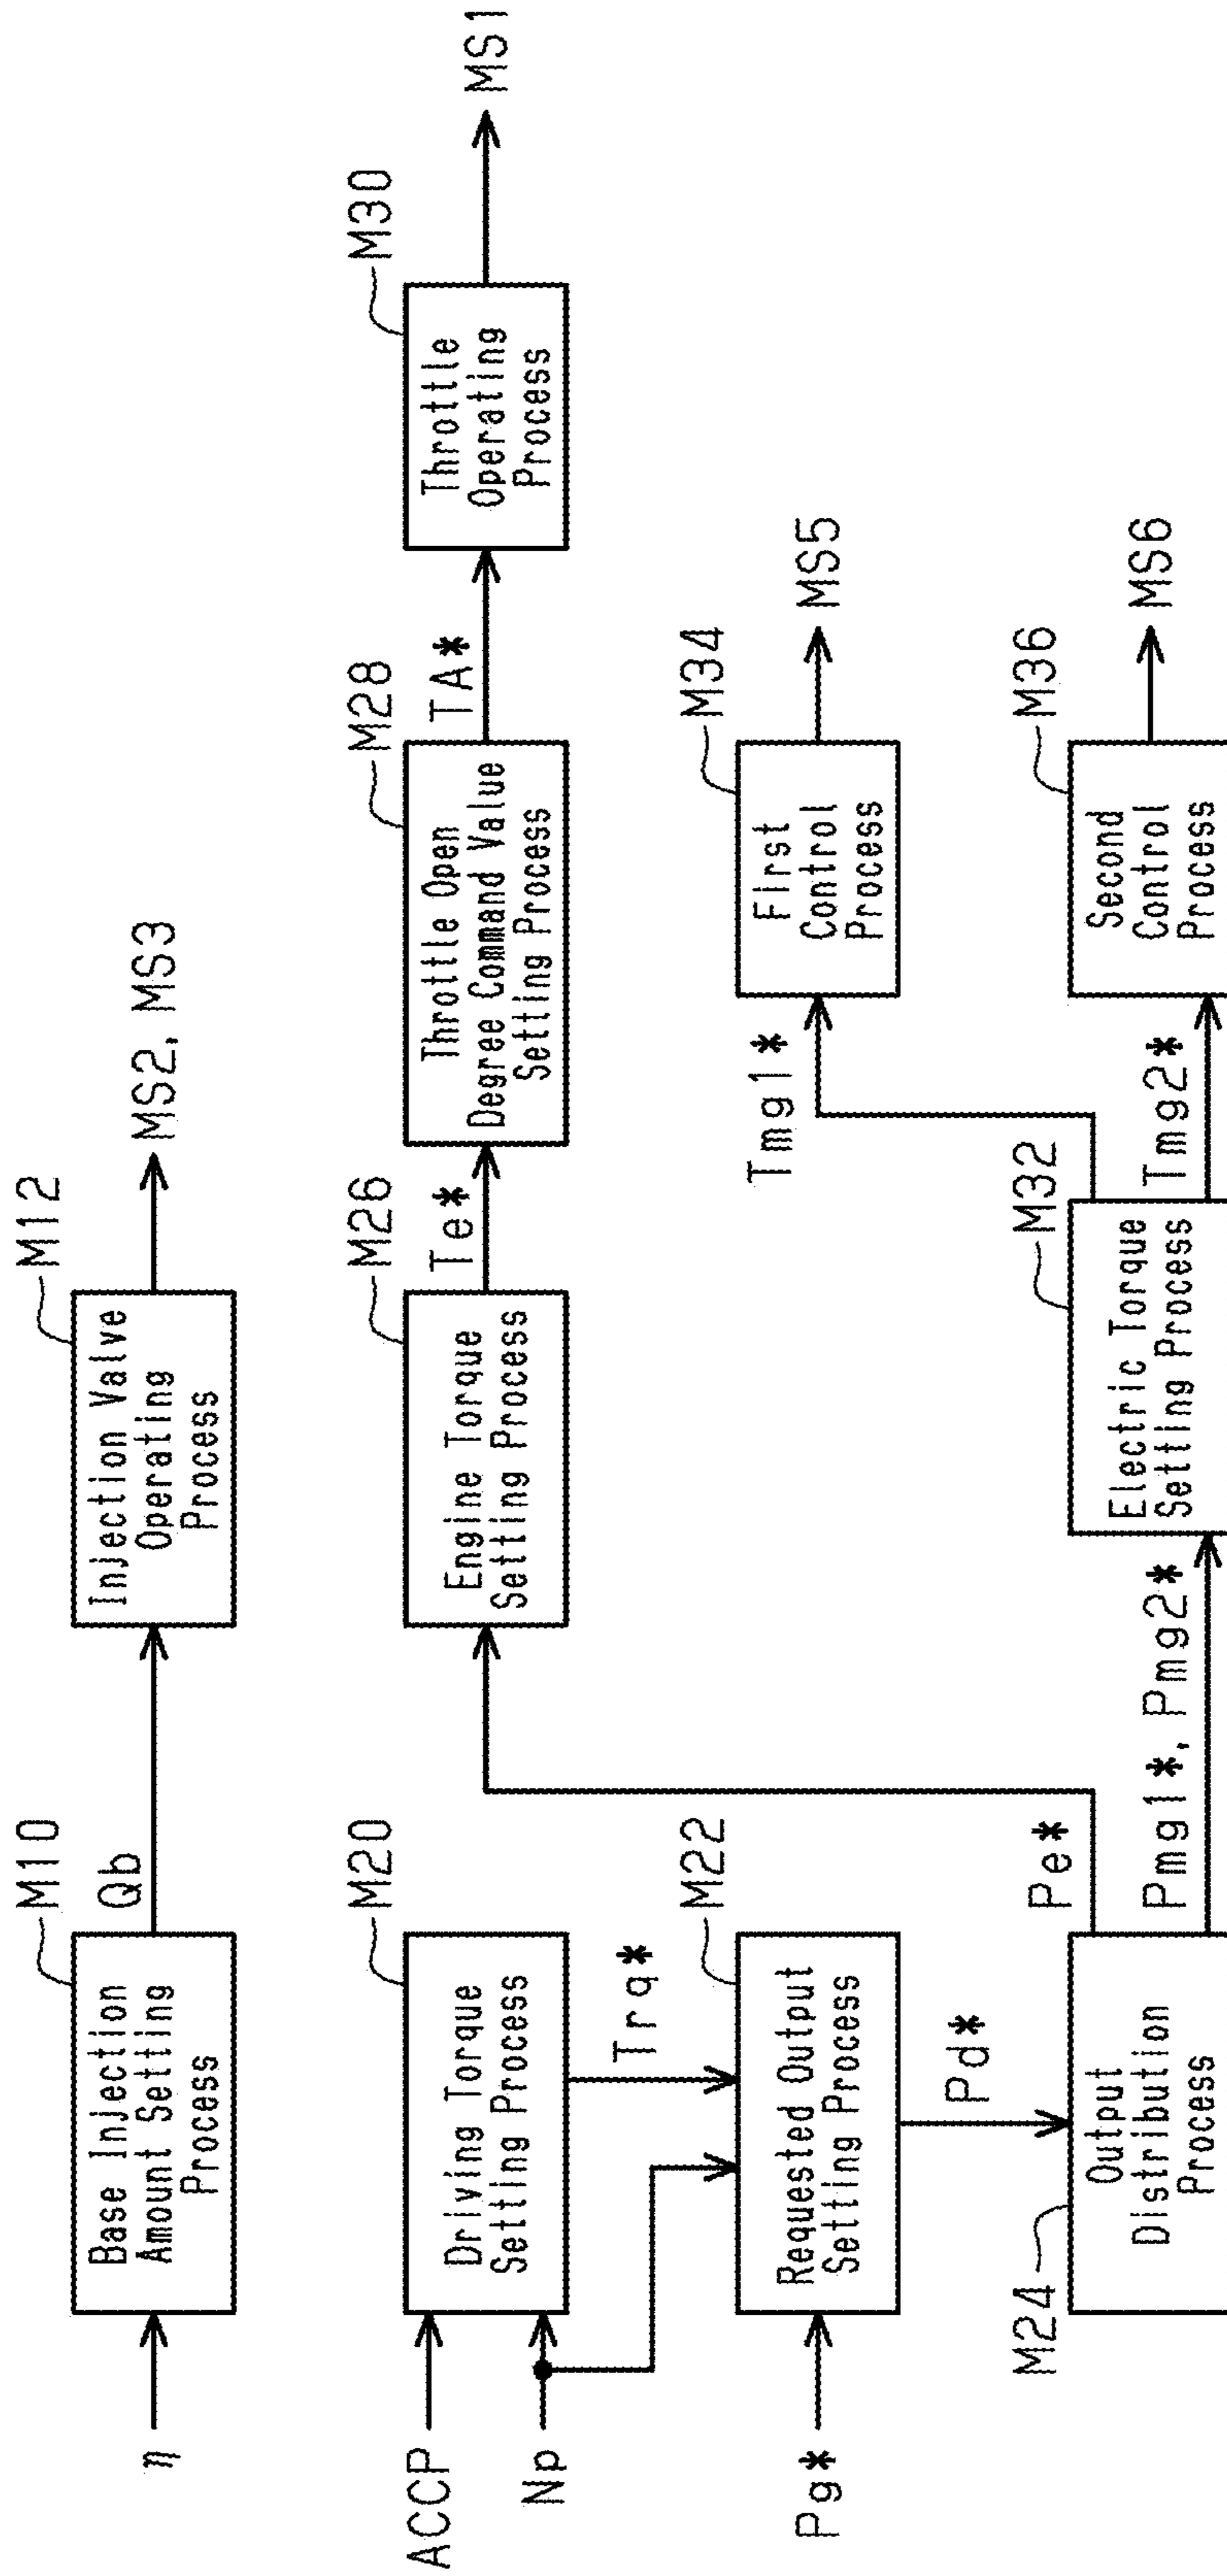 η
Base Injection
Amount Setting
Process
M10
Qb
Injection Valve
Operating
Process
M12
MS2, MS3
ACCP
Np
Driving Torque
Setting Process
M20
Trq*
Engine Torque
Setting Process
M26
Te*
Throttle Open
Degree Command Value
Setting Process
M28
TA*
Throttle
Operating
Process
M30
MS1
Pg*
Requested Output
Setting Process
M22
Pd*
Tmg1*
First
Control
Process
M34
MS5
M24
Output
Distribution
Process
Pe*
Pmg1*, Pmg2*
Electric Torque
Setting Process
M32
Tmg2*
Second
Control
Process
M36
MS6